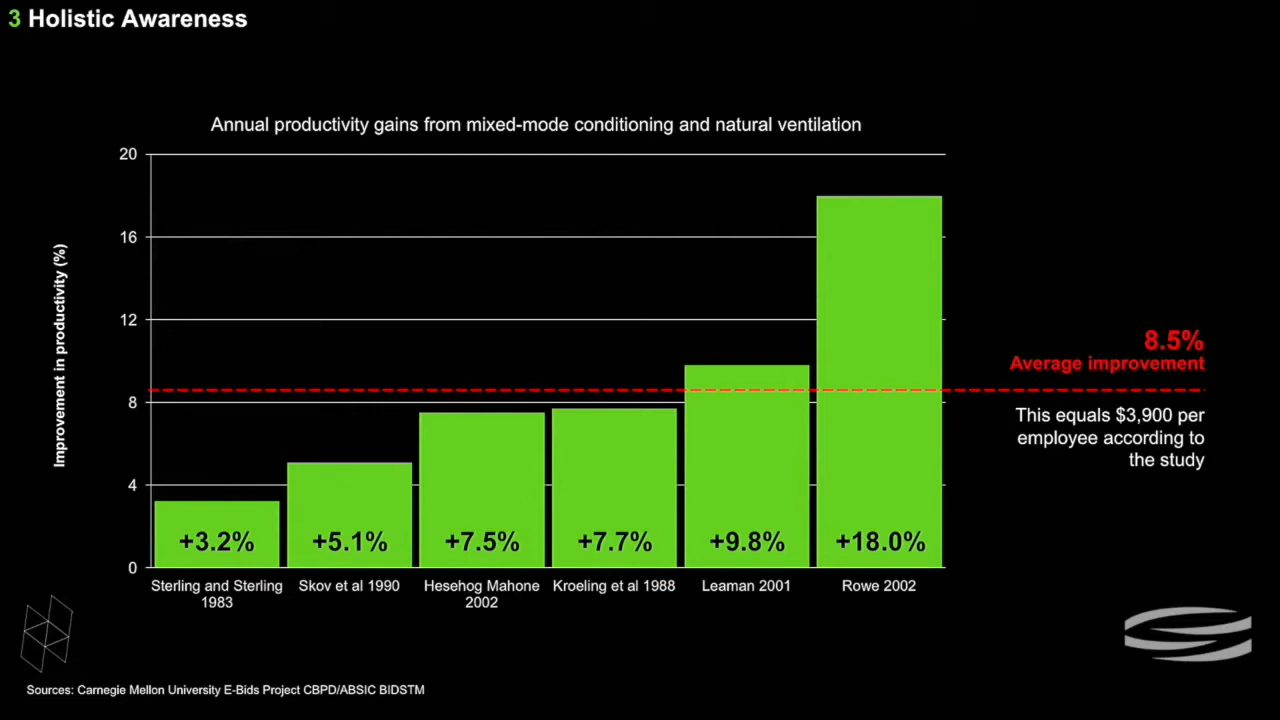 3 Holistic Awareness
Annual productivity gains from mixed-mode conditioning and natural ventilation
Improvement in productivity (%)
20
16
12
8
4
0
8.5%
Average improvement
This equals $3,900 per
employee according to
the study
+3.2%
+5.1%
+7.5%
+7.7%
+9.8%
+18.0%
Sterling and Sterling
1983
Skov et al 1990
Hesehog Mahone
2002
Kroeling et al 1988
Leaman 2001
Rowe 2002
Sources: Carnegie Mellon University E-Bids Project CBPD/ABSIC BIDSTM